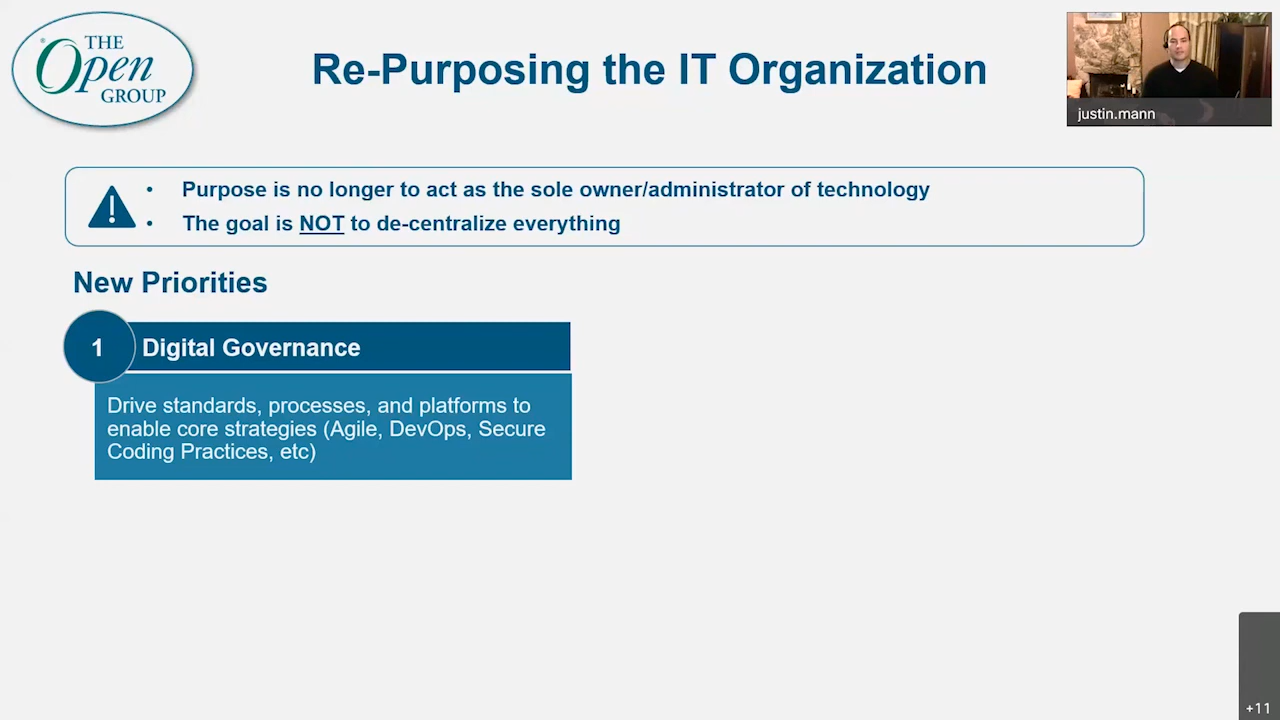 THE
Open
GROUP
Re-Purposing the IT Organization
justin.mann
• Purpose is no longer to act as the sole owner/administrator of technology
• The goal is NOT to de-centralize everything
New Priorities
1 Digital Governance
Drive standards, processes, and platforms to
enable core strategies (Agile, DevOps, Secure
Coding Practices, etc)
+11